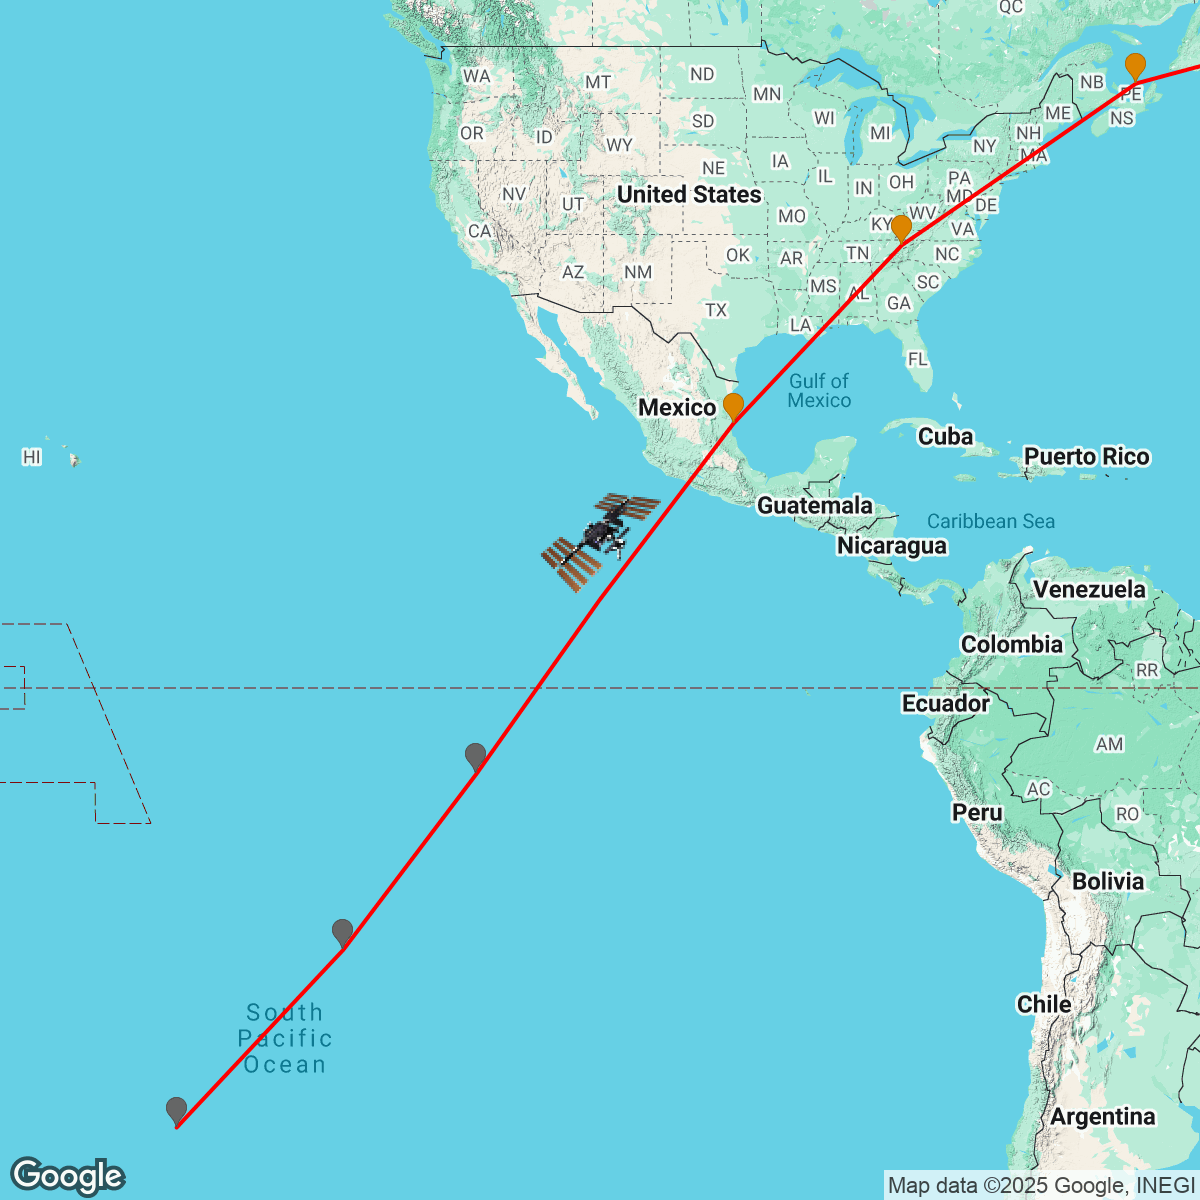 QC
WA
MT
ND
MN
NB
PE
ME
NS
OR
ID
SD
WI
MI
NH
NY
MA
WY
IA
NE
IL
IN
OH
PA
MD
DE
NV
UT
United States
MO
KY
WV
VA
CA
AZ
NM
OK
AR
TN
NC
MS
AL
GA
SC
TX
LA
FL
Gulf of
Mexico
Mexico
Cuba
HI
Puerto Rico
Guatemala
Caribbean Sea
Nicaragua
Venezuela
Colombia
RR
Ecuador
AM
AC
Peru
RO
Bolivia
Chile
South
Pacific
Ocean
Argentina
Google
Map data ©2025 Google, INEGI